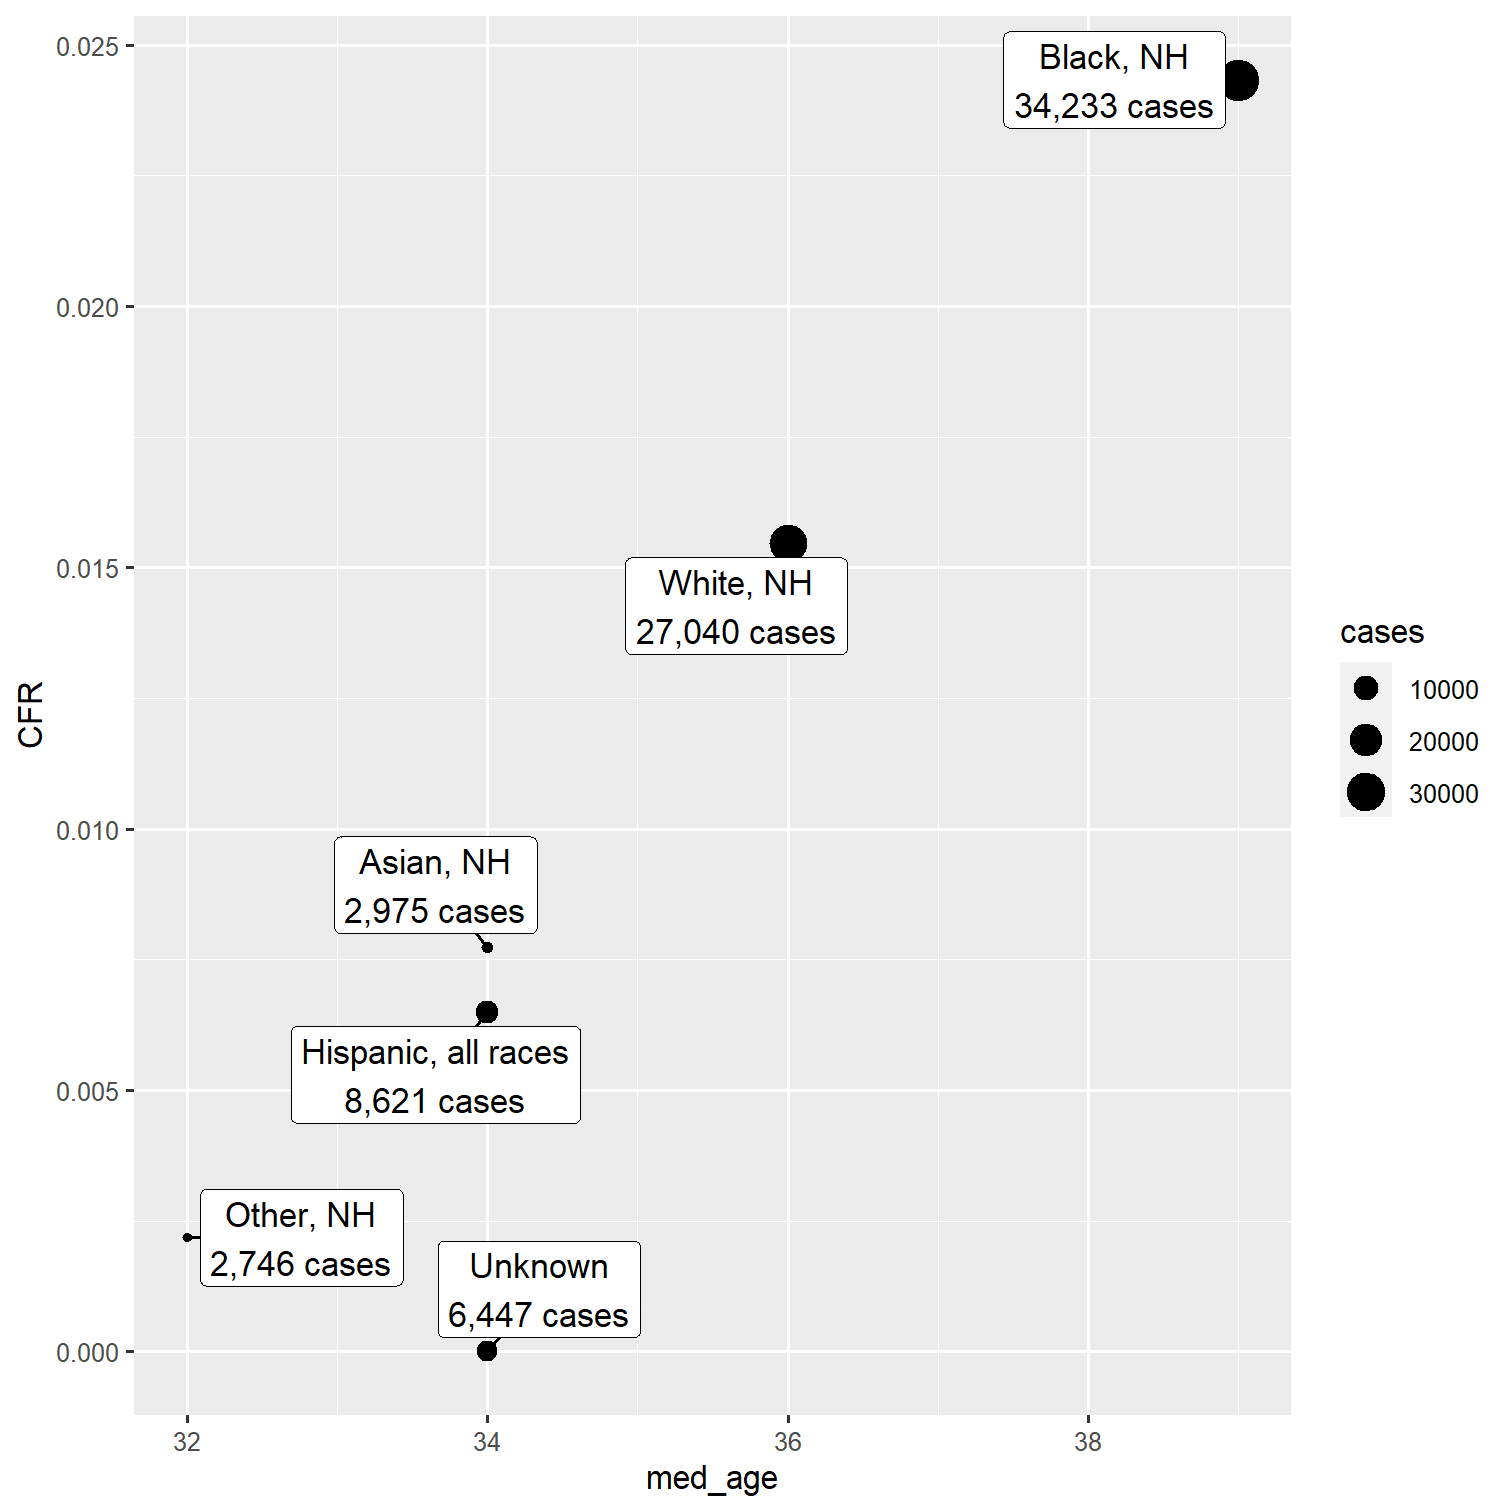 0.025
0.020
0.015
0.010
0.005
0.000
CFR
Black, NH
34,233 cases
White, NH
27,040 cases
Asian, NH
2,975 cases
Hispanic, all races
8,621 cases
Other, NH
2,746 cases
Unknown
6,447 cases
32 34 36 38
med_age
cases
10000
20000
30000